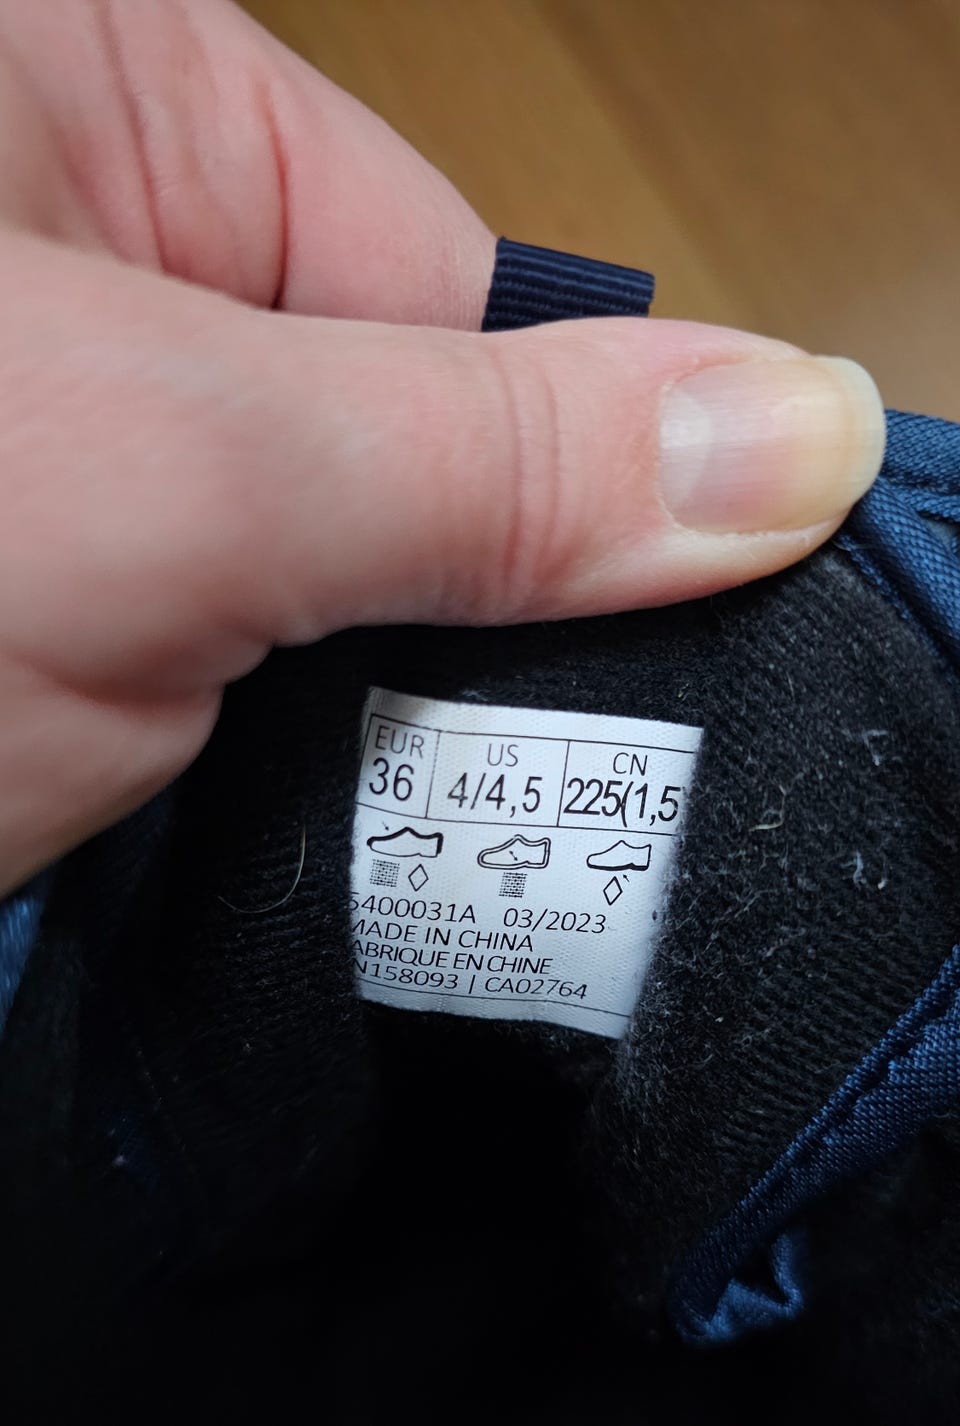 EUR US CN
36 4/4,5 225(1,5
5400031A 03/2023
MADE IN CHINA
ABRIQUE EN CHINE
N158093 | CA02764